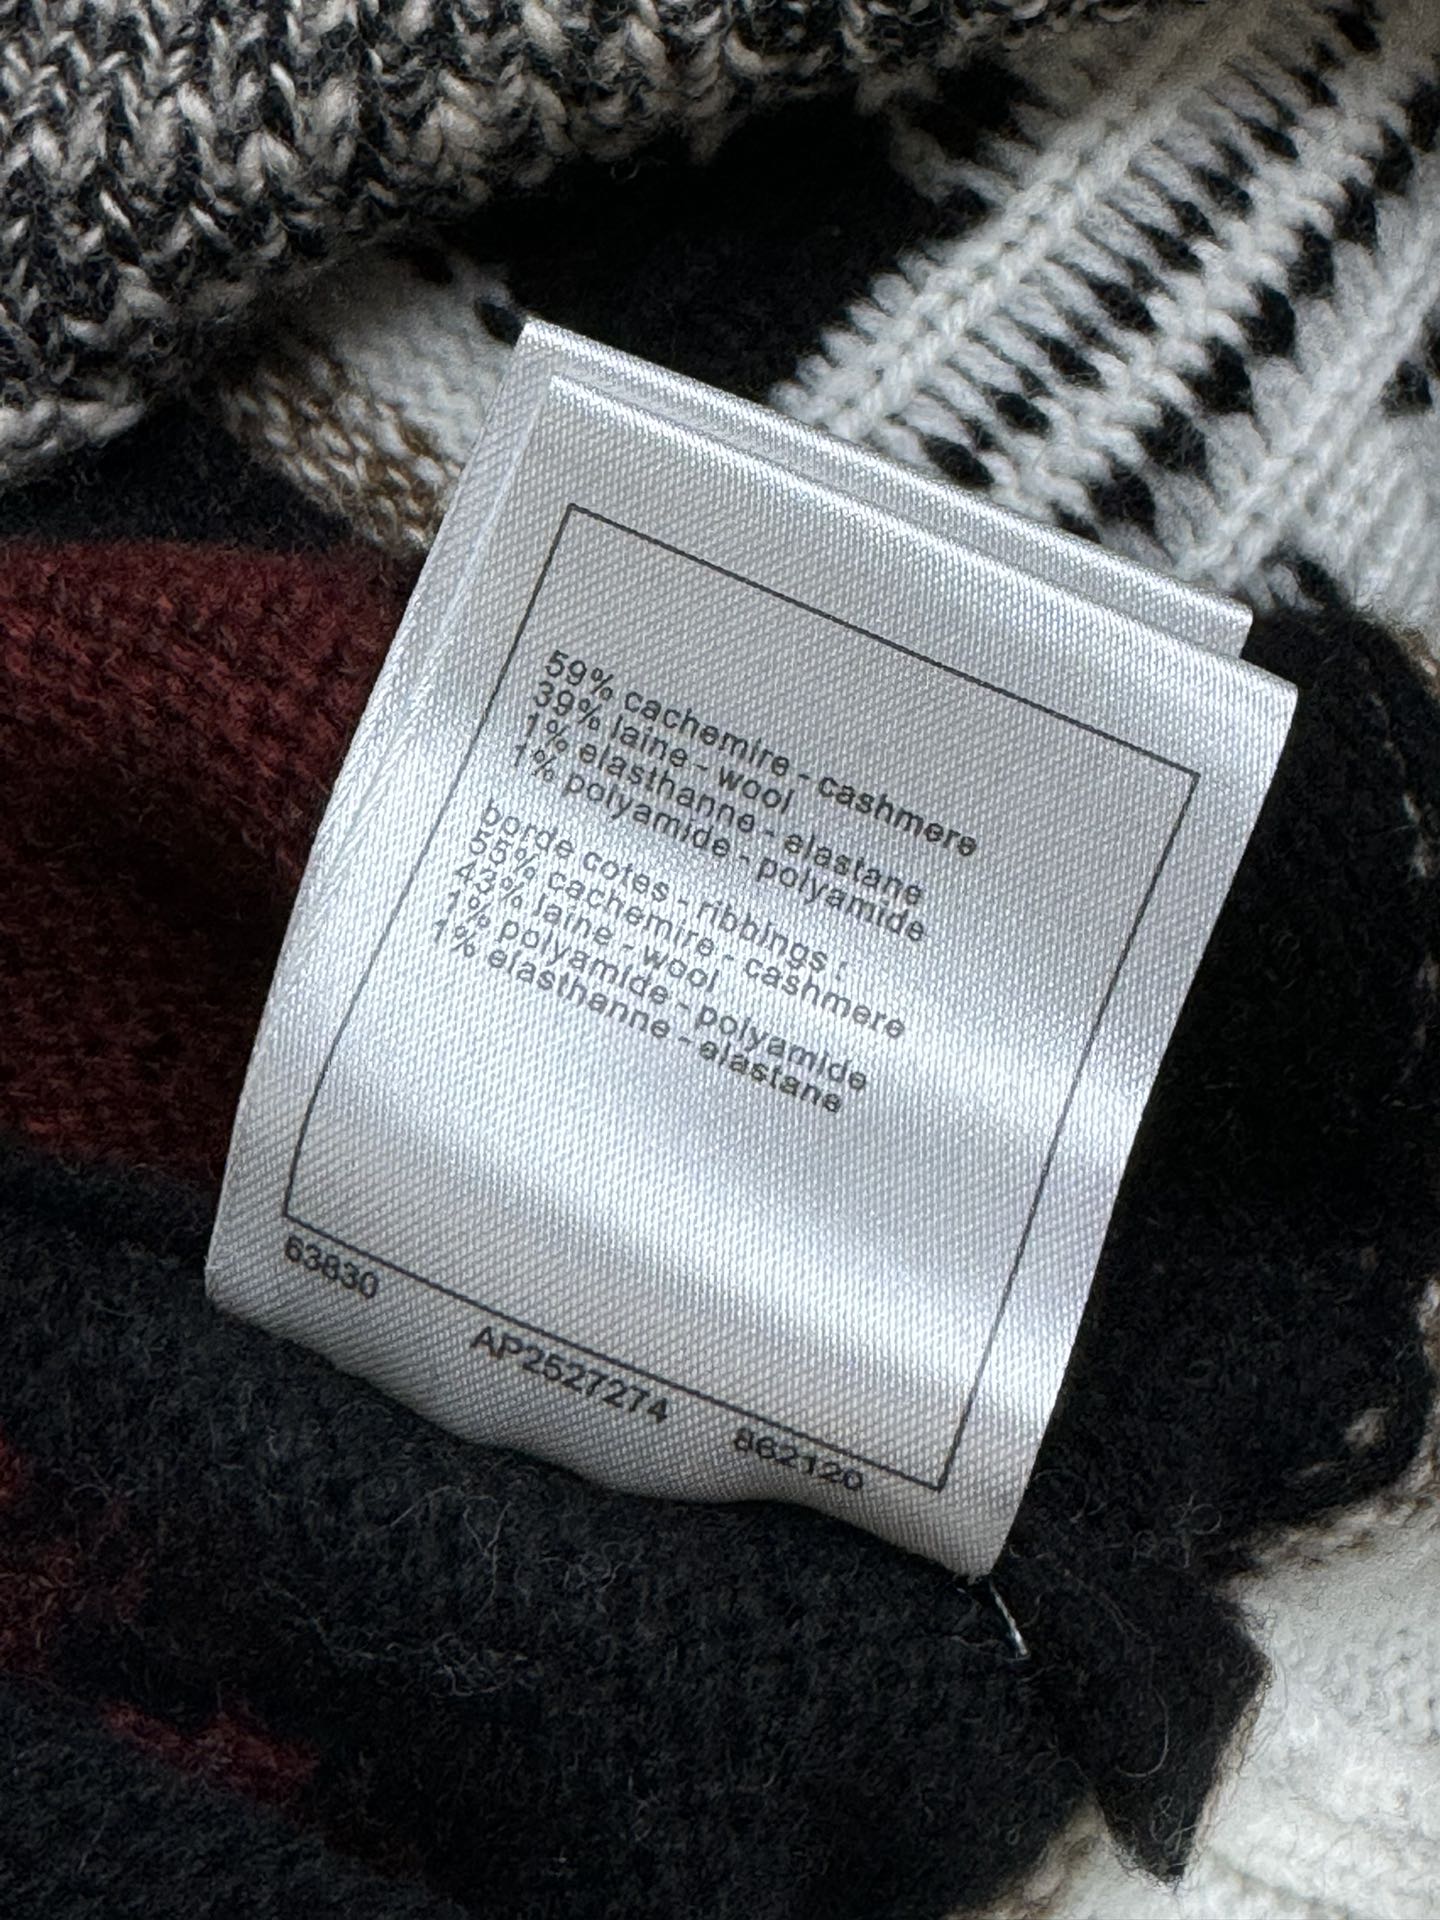 59% cachemire - cashmere
39% laine - wool
1% elasthanne - elastane
1% polyamide - polyamide
borde cotes - ribbings :
55% cachemire - cashmere
43% laine - wool
1% polyamide - polyamide
1% elasthanne - elastane
63830 AP2527274 862120